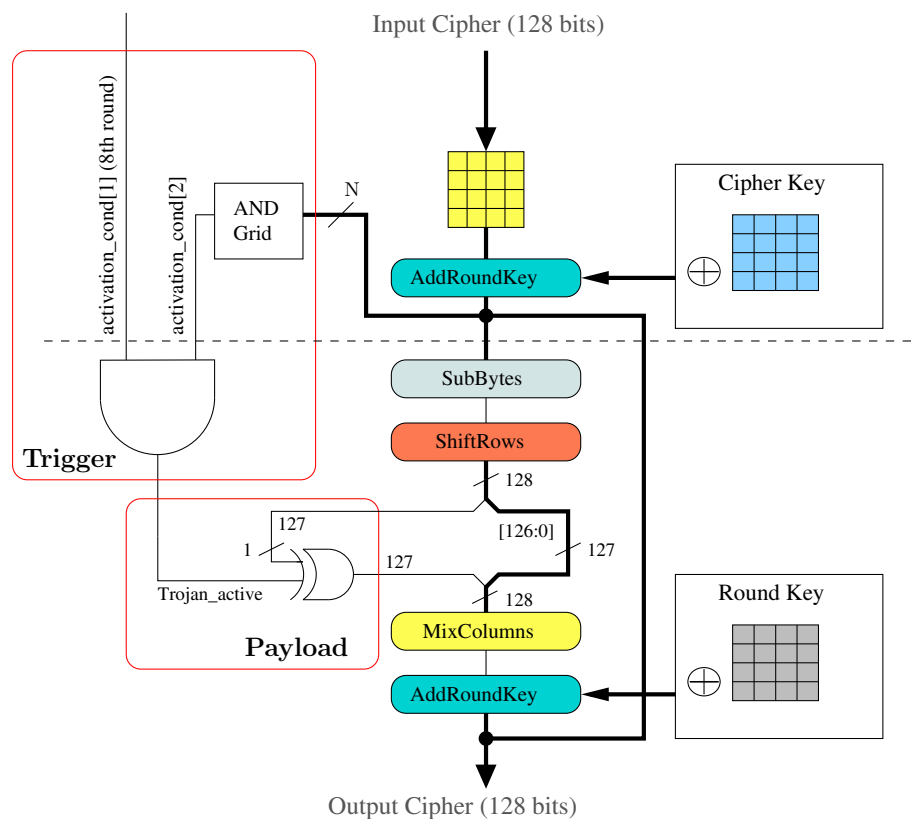 Input Cipher (128 bits)
activation_cond[1] (8th round)
activation_cond[2]
AND
Grid
N
Cipher Key
AddRoundKey
SubBytes
ShiftRows
Trigger
128
127
[126:0]
1
127
127
Trojan_active
128
Payload
MixColumns
Round Key
AddRoundKey
Output Cipher (128 bits)